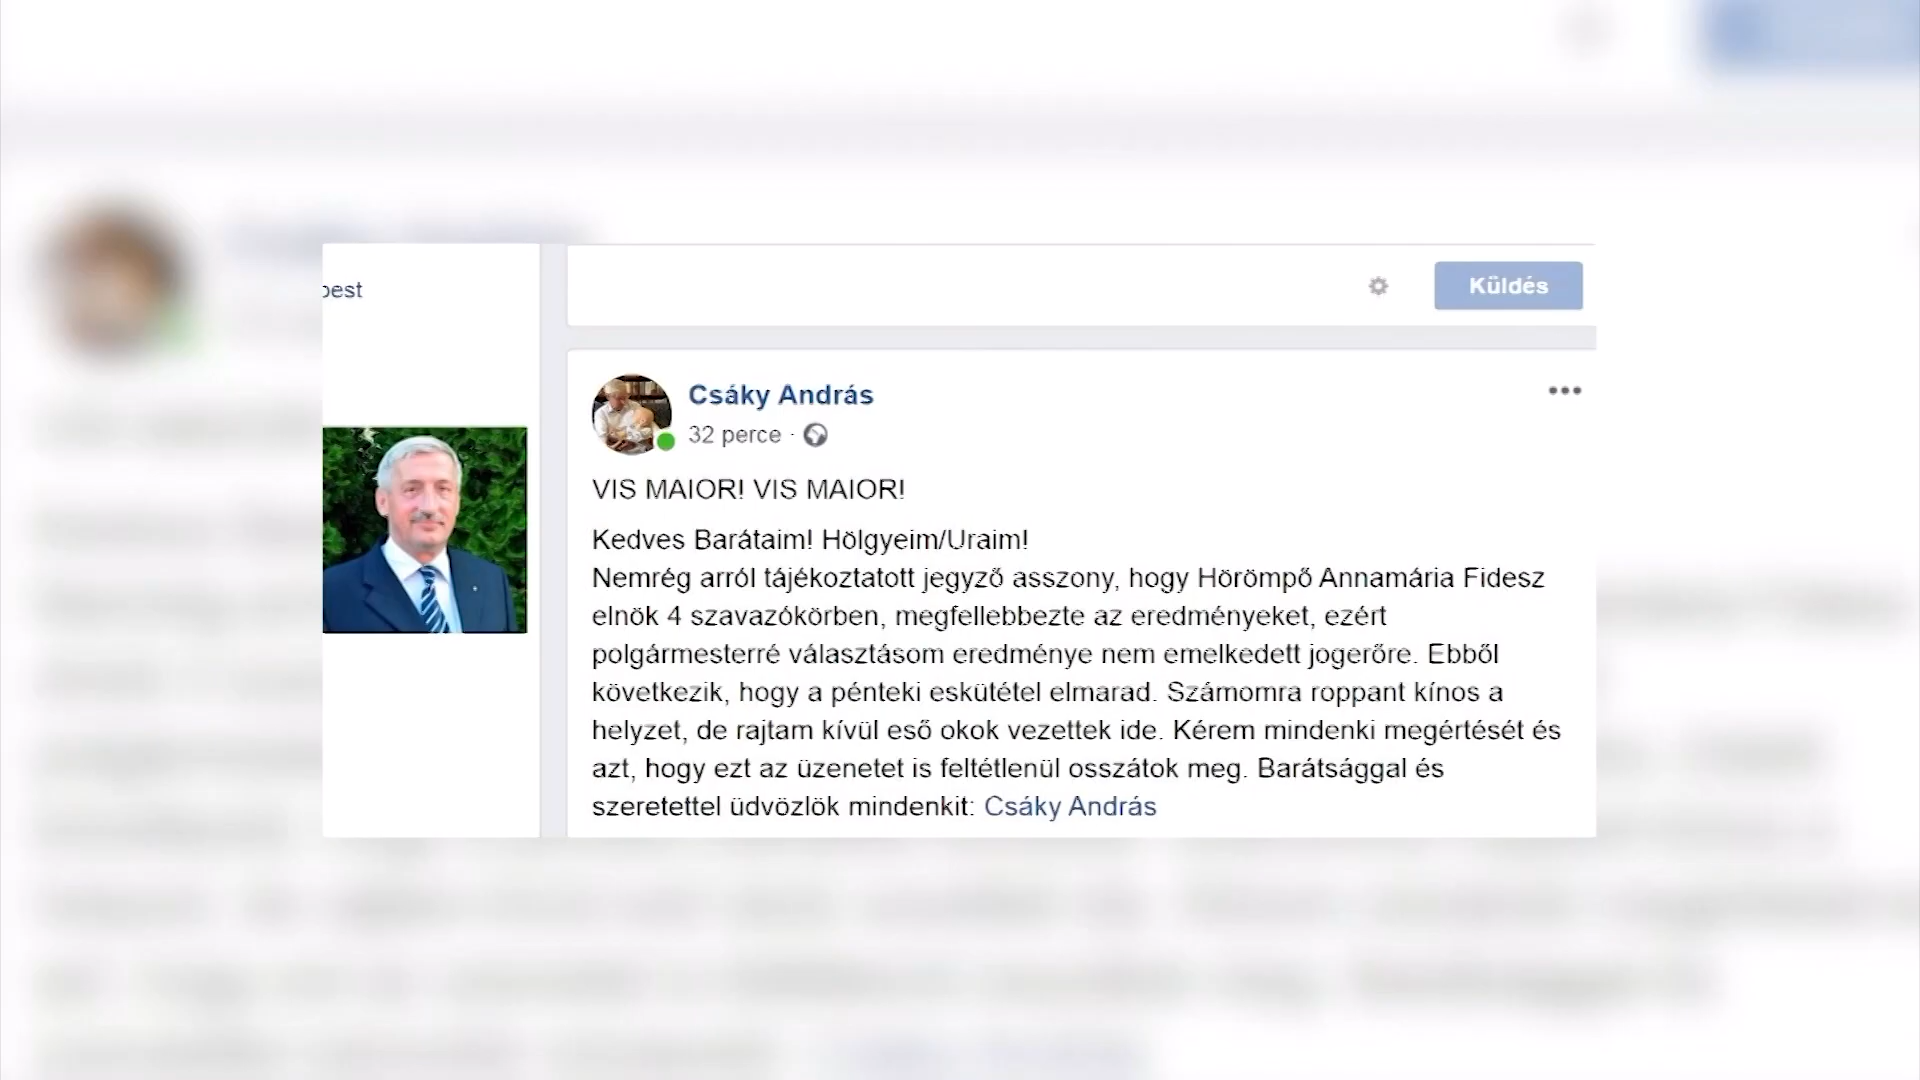 pest
Küldés
Csáky András
32 perce ·
VIS MAIOR! VIS MAIOR!
Kedves Barátaim! Hölgyeim/Uraim!
Nemrég arról tájékoztatott jegyző asszony, hogy Hörömpő Annamária Fidesz
elnök 4 szavazókörben, megfellebbezte az eredményeket, ezért
polgármesterré választásom eredménye nem emelkedett jogerőre. Ebből
következik, hogy a pénteki eskütétel elmarad. Számomra roppant kínos a
helyzet, de rajtam kívül eső okok vezettek ide. Kérem mindenki megértését és
azt, hogy ezt az üzenetet is feltétlenül osszátok meg. Barátsággal és
szeretettel üdvözlök mindenkit: Csáky András